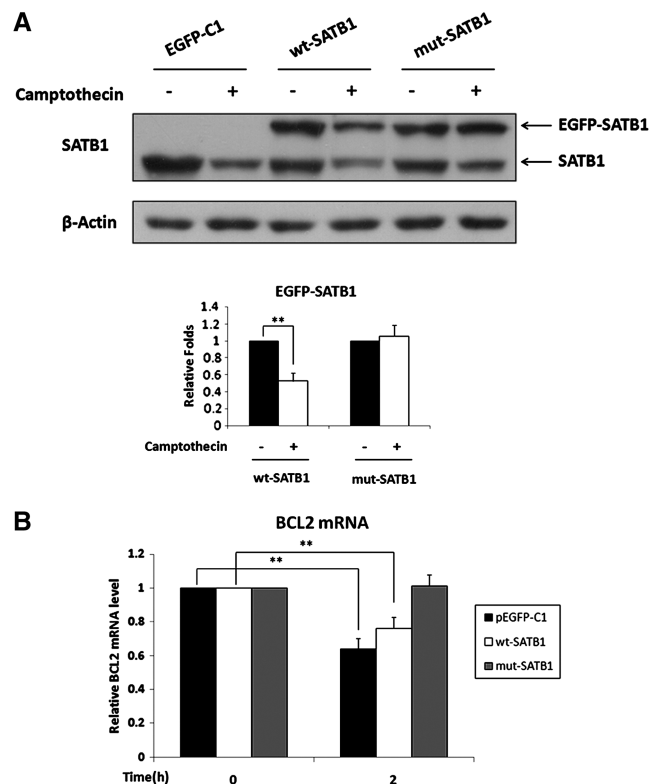 A
EGFP-C1 wt-SATB1 mut-SATB1
Camptothecin - + - + - +
SATB1
EGFP-SATB1
SATB1
β-Actin
EGFP-SATB1
Relative Folds
1.4
1.2
1
0.8
0.6
0.4
0.2
0
**
Camptothecin - + - +
wt-SATB1 mut-SATB1
B
BCL2 mRNA
Relative BCL2 mRNA level
1.2
1
0.8
0.6
0.4
0.2
0
**
**
pEGFP-C1
wt-SATB1
mut-SATB1
Time(h) 0 2